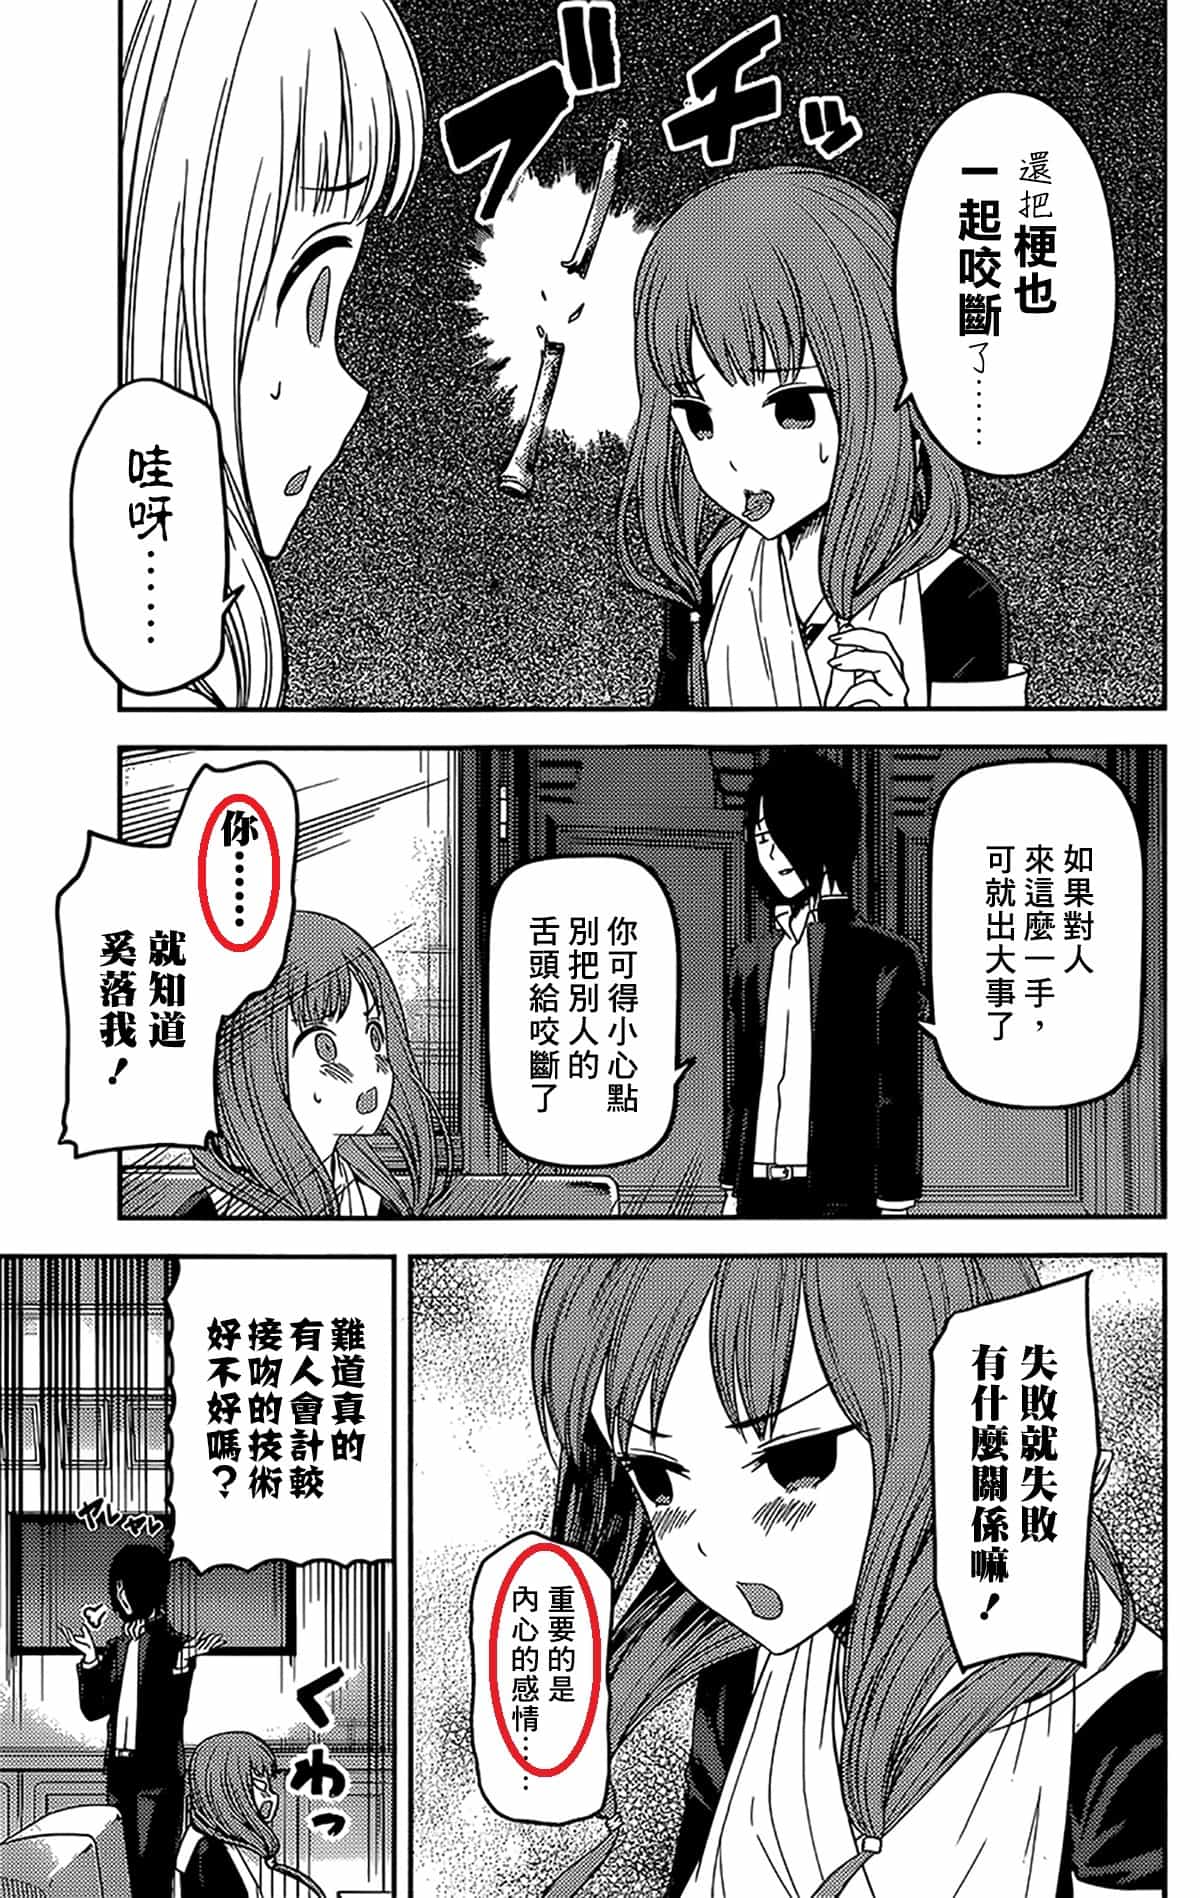 ブチッ
還把梗也
一起咬斷了……
哇呀………
如果對人
來這麼一手，
可就出大事了
你可得小心點
別把別人的
舌頭給咬斷了
你………
就知道
奚落我！
失敗就失敗
有什麼關係嘛！
重要的是
內心的感情……
難道真的
有人會計較
接吻的技術
好不好嗎？
ヤレヤレ
くわっ